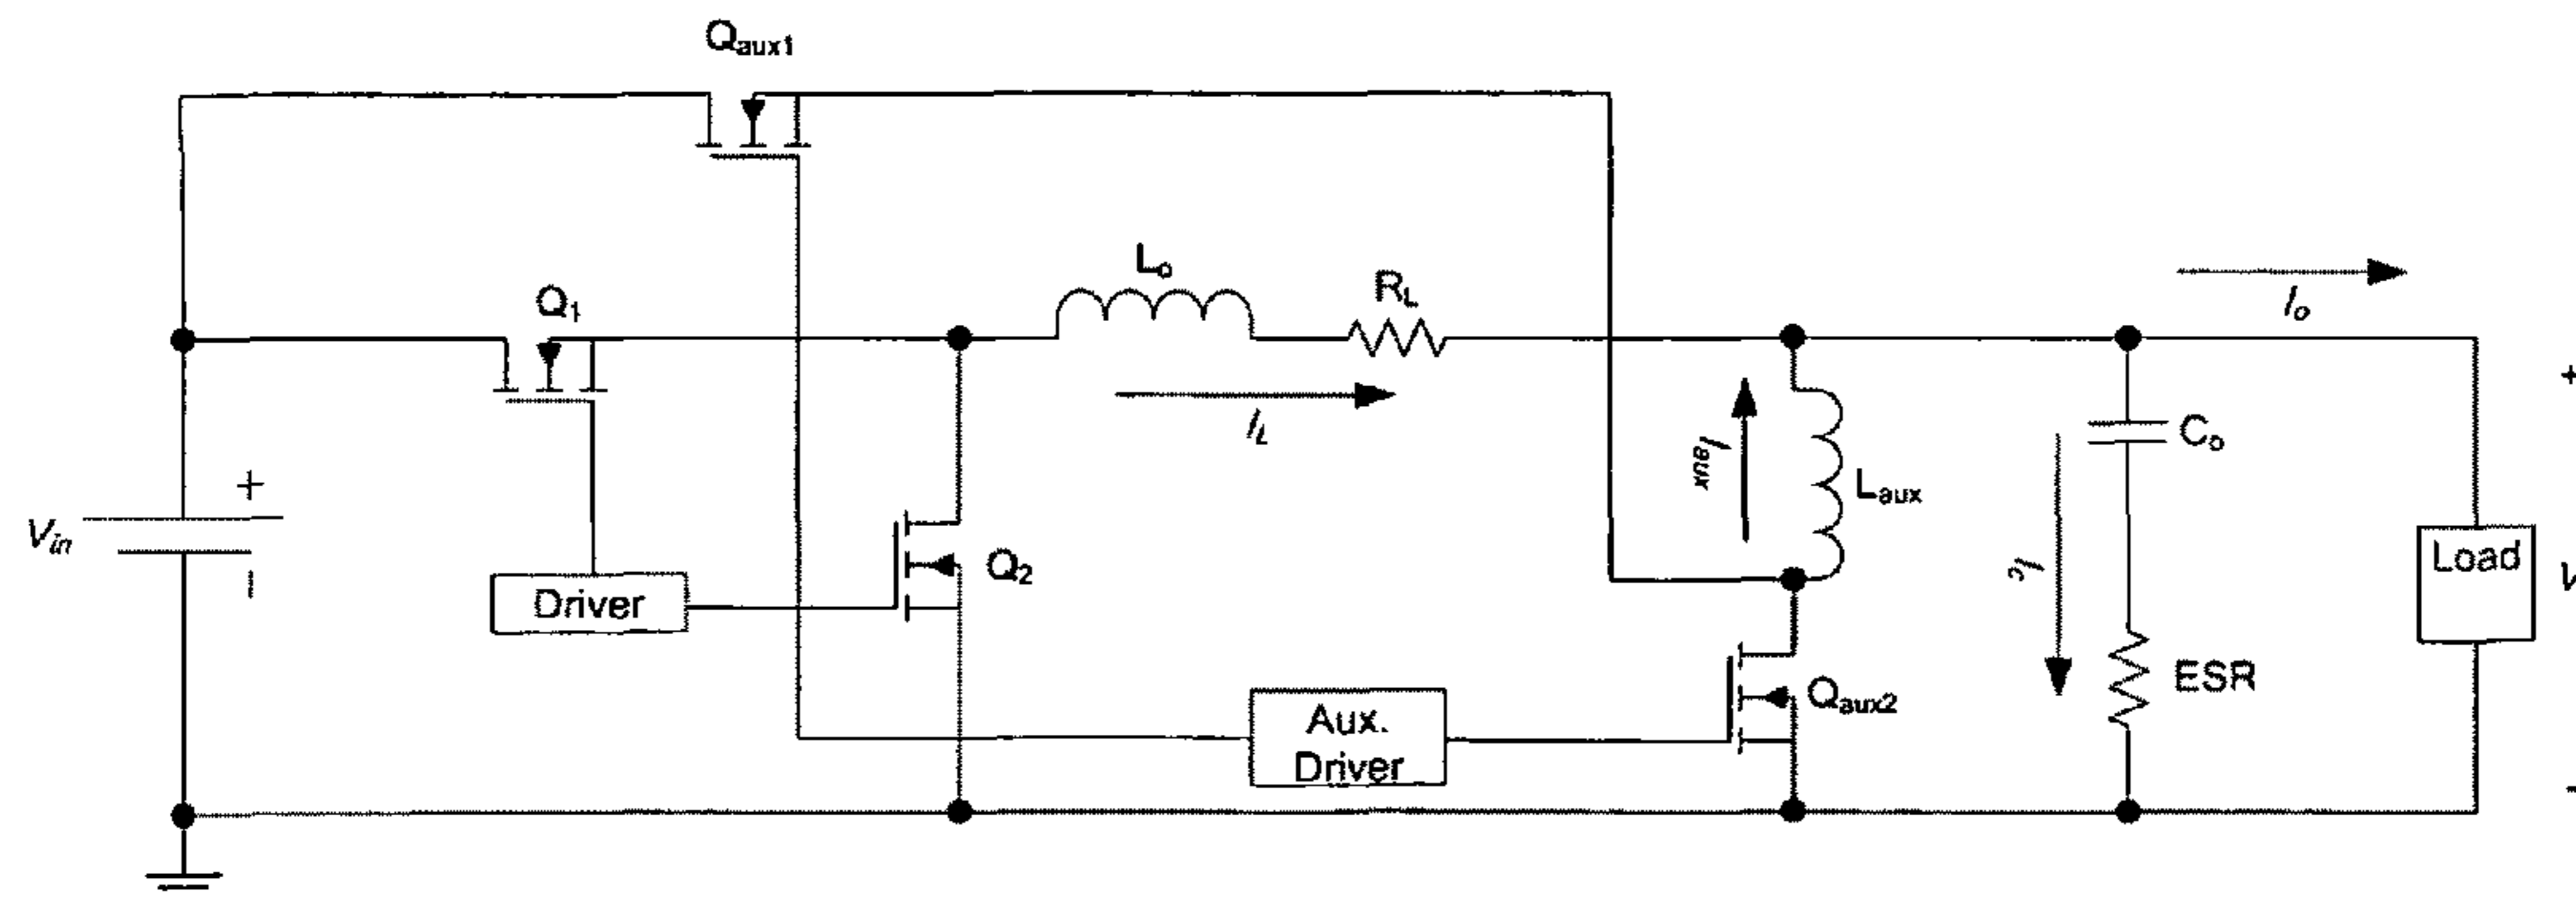 Qaux1
Lo
RL
Q1
Io
+
IL
Iaux
Co
Laux
+
Vin
Q2
Ic
Load
−
Driver
ESR
Qaux2
Aux.
Driver
-